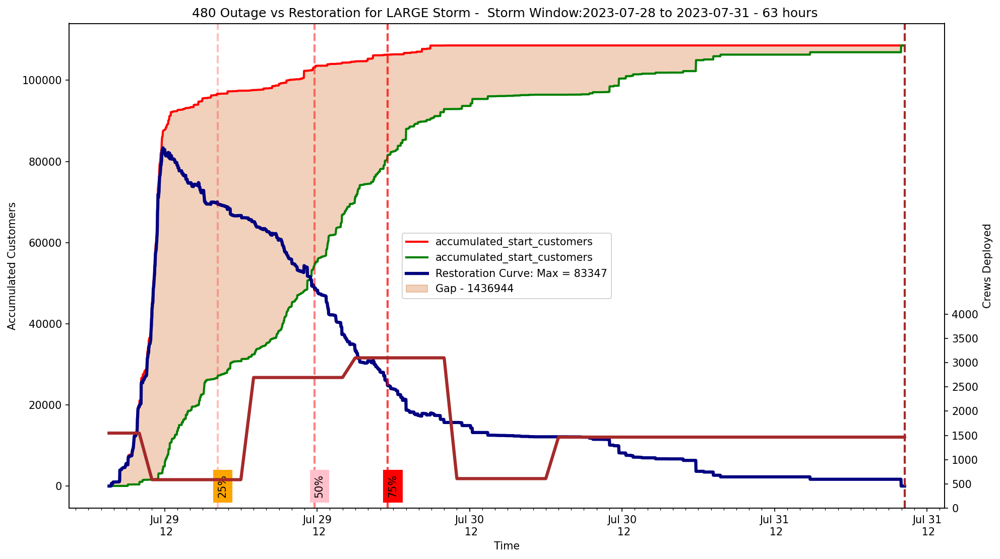 480 Outage vs Restoration for LARGE Storm -  Storm Window:2023-07-28 to 2023-07-31 - 63 hours
Accumulated Customers
100000
80000
60000
40000
20000
0
accumulated_start_customers
accumulated_start_customers
Restoration Curve: Max = 83347
Gap - 1436944
25%
50%
75%
Crews Deployed
4000
3500
3000
2500
2000
1500
1000
500
0
Jul 29
12
Jul 29
12
Jul 30
12
Jul 30
12
Jul 31
12
Jul 31
12
Time